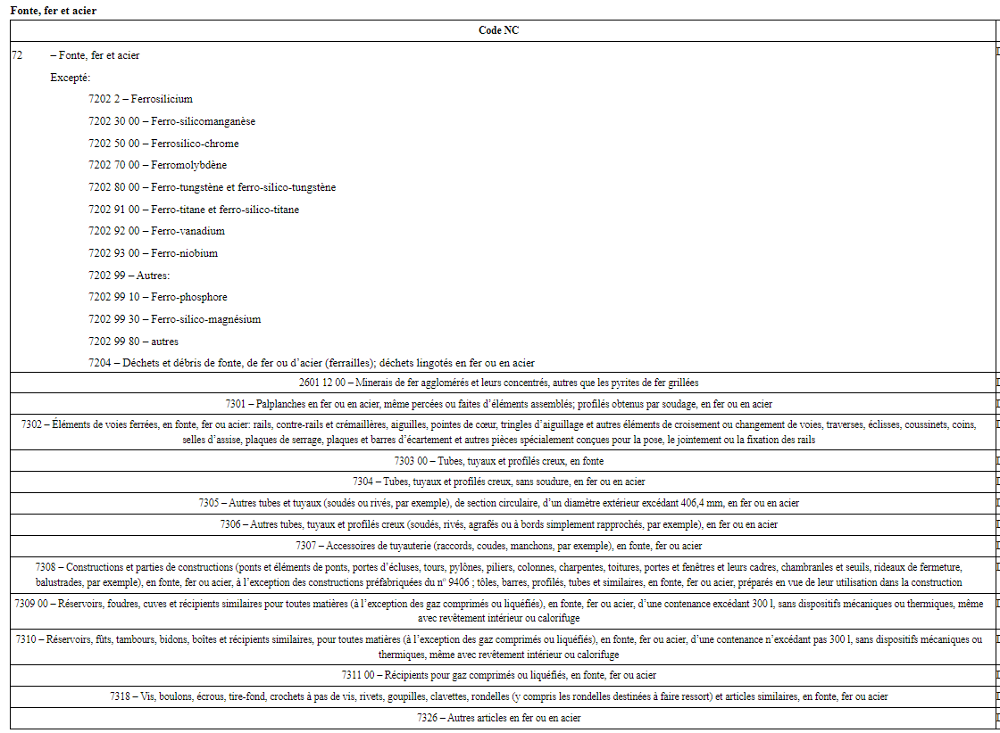 Fonte, fer et acier
Code NC
72 – Fonte, fer et acier
Excepté:
7202 2 – Ferrosilicium
7202 30 00 – Ferro-silicomanganèse
7202 50 00 – Ferrosilico-chrome
7202 70 00 – Ferromolybdène
7202 80 00 – Ferro-tungstène et ferro-silico-tungstène
7202 91 00 – Ferro-titane et ferro-silico-titane
7202 92 00 – Ferro-vanadium
7202 93 00 – Ferro-niobium
7202 99 – Autres:
7202 99 10 – Ferro-phosphore
7202 99 30 – Ferro-silico-magnésium
7202 99 80 – autres
7204 – Déchets et débris de fonte, de fer ou d’acier (ferrailles); déchets lingotés en fer ou en acier
2601 12 00 – Minerais de fer agglomérés et leurs concentrés, autres que les pyrites de fer grillées
7301 – Palplanches en fer ou en acier, même percées ou faites d’éléments assemblés; profilés obtenus par soudage, en fer ou en acier
7302 – Éléments de voies ferrées, en fonte, fer ou acier: rails, contre-rails et crémaillères, aiguilles, pointes de cœur, tringles d’aiguillage et autres éléments de croisement ou changement de voies, traverses, éclisses, coussinets, coins,
selles d’assise, plaques de serrage, plaques et barres d’écartement et autres pièces spécialement conçues pour la pose, le jointement ou la fixation des rails
7303 00 – Tubes, tuyaux et profilés creux, en fonte
7304 – Tubes, tuyaux et profilés creux, sans soudure, en fer ou en acier
7305 – Autres tubes et tuyaux (soudés ou rivés, par exemple), de section circulaire, d’un diamètre extérieur excédant 406,4 mm, en fer ou en acier
7306 – Autres tubes, tuyaux et profilés creux (soudés, rivés, agrafés ou à bords simplement rapprochés, par exemple), en fer ou en acier
7307 – Accessoires de tuyauterie (raccords, coudes, manchons, par exemple), en fonte, fer ou acier
7308 – Constructions et parties de constructions (ponts et éléments de ponts, portes d’écluses, tours, pylônes, piliers, colonnes, charpentes, toitures, portes et fenêtres et leurs cadres, chambranles et seuils, rideaux de fermeture,
balustrades, par exemple), en fonte, fer ou acier, à l’exception des constructions préfabriquées du nº 9406 ; tôles, barres, profilés, tubes et similaires, en fonte, fer ou acier, préparés en vue de leur utilisation dans la construction
7309 00 – Réservoirs, foudres, cuves et récipients similaires pour toutes matières (à l’exception des gaz comprimés ou liquéfiés), en fonte, fer ou acier, d’une contenance excédant 300 l, sans dispositifs mécaniques ou thermiques, même
avec revêtement intérieur ou calorifuge
7310 – Réservoirs, fûts, tambours, bidons, boîtes et récipients similaires, pour toutes matières (à l’exception des gaz comprimés ou liquéfiés), en fonte, fer ou acier, d’une contenance n’excédant pas 300 l, sans dispositifs mécaniques ou
thermiques, même avec revêtement intérieur ou calorifuge
7311 00 – Récipients pour gaz comprimés ou liquéfiés, en fonte, fer ou acier
7318 – Vis, boulons, écrous, tire-fond, crochets à pas de vis, rivets, goupilles, clavettes, rondelles (y compris les rondelles destinées à faire ressort) et articles similaires, en fonte, fer ou acier
7326 – Autres articles en fer ou en acier